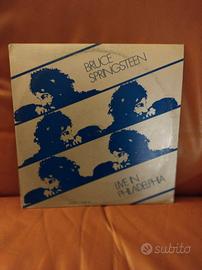 BRUCE
SPRINGSTEEN
LIVE IN
PHILADELPHIA
subito